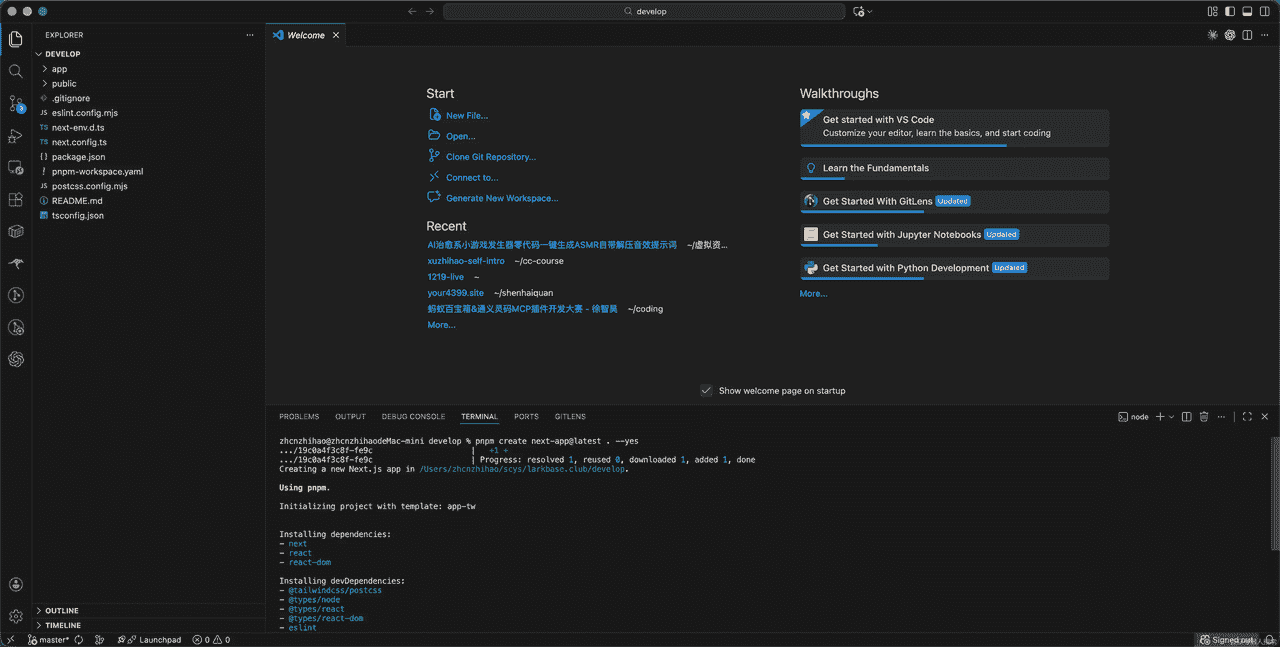 develop
EXPLORER
DEVELOP
app
public
.gitignore
JS eslint.config.mjs
TS next-env.d.ts
TS next.config.ts
{} package.json
! pnpm-workspace.yaml
JS postcss.config.mjs
README.md
tsconfig.json
OUTLINE
TIMELINE
Welcome
Start
New File...
Open...
Clone Git Repository...
Connect to...
Generate New Workspace...
Recent
AI治愈系小游戏发生器零代码一键生成ASMR自带解压音效提示词 ~/虚拟资...
xuzhihao-self-intro ~/cc-course
1219-live ~
your4399.site ~/shenhaiquan
蚂蚁百宝箱&通义灵码MCP插件开发大赛 - 徐智昊 ~/coding
More...
Walkthroughs
Get started with VS Code
Customize your editor, learn the basics, and start coding
Learn the Fundamentals
Get Started With GitLens Updated
Get Started with Jupyter Notebooks Updated
Get Started with Python Development Updated
More...
Show welcome page on startup
PROBLEMS OUTPUT DEBUG CONSOLE TERMINAL PORTS GITLENS
node
zhcnzhihao@zhcnzhihaodeMac-mini develop % pnpm create next-app@latest . --yes
.../19c0a4f3c8f-fe9c | +1 +
.../19c0a4f3c8f-fe9c | Progress: resolved 1, reused 0, downloaded 1, added 1, done
Creating a new Next.js app in /Users/zhcnzhihao/scys/larkbase.club/develop.
Using pnpm.
Initializing project with template: app-tw
Installing dependencies:
- next
- react
- react-dom
Installing devDependencies:
- @tailwindcss/postcss
- @types/node
- @types/react
- @types/react-dom
- eslint
3
master* Launchpad 0 0
Signed out